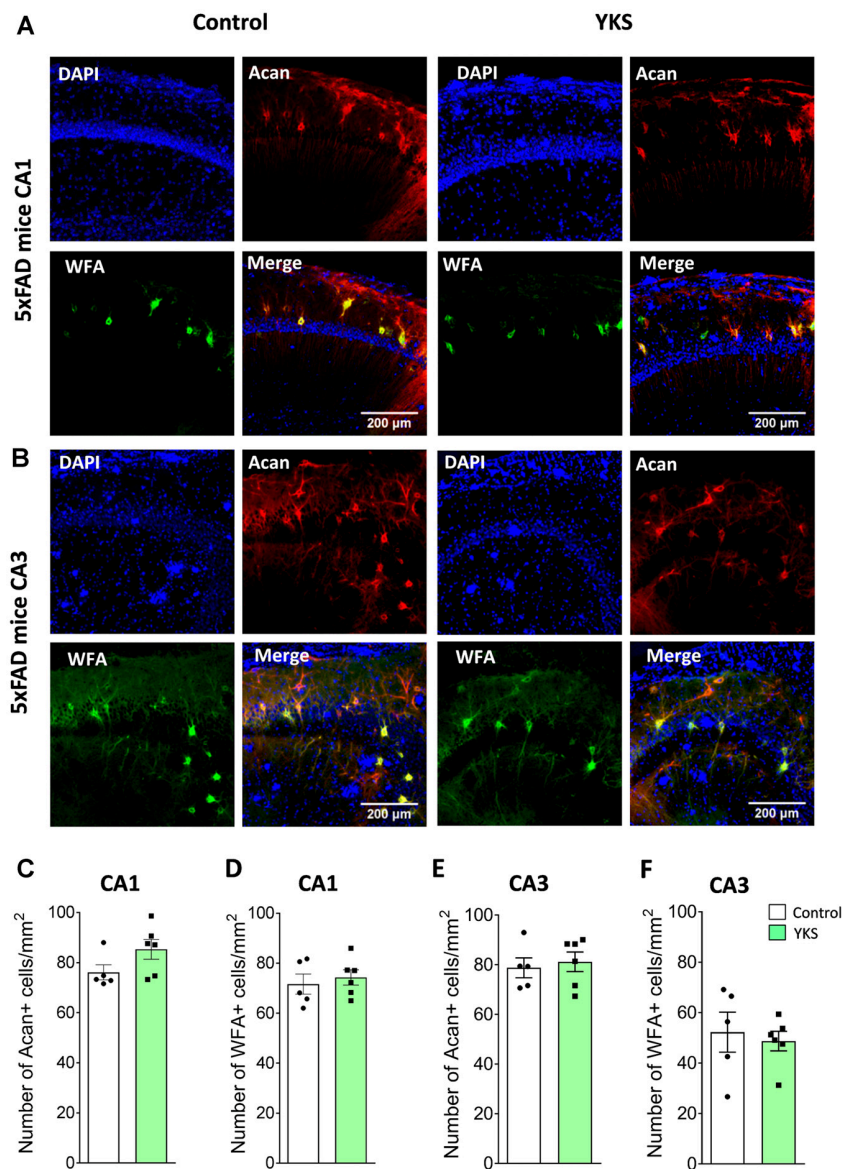 A
Control
YKS
5xFAD mice CA1
DAPI
Acan
DAPI
Acan
WFA
Merge
WFA
Merge
200 µm
200 µm
B
5xFAD mice CA3
DAPI
Acan
DAPI
Acan
WFA
Merge
WFA
Merge
200 µm
200 µm
C
CA1
Number of Acan+ cells/mm²
100
80
60
40
20
0
D
CA1
Number of WFA+ cells/mm²
100
80
60
40
20
0
E
CA3
Number of Acan+ cells/mm²
100
80
60
40
20
0
F
CA3
Number of WFA+ cells/mm²
100
80
60
40
20
0
Control
YKS